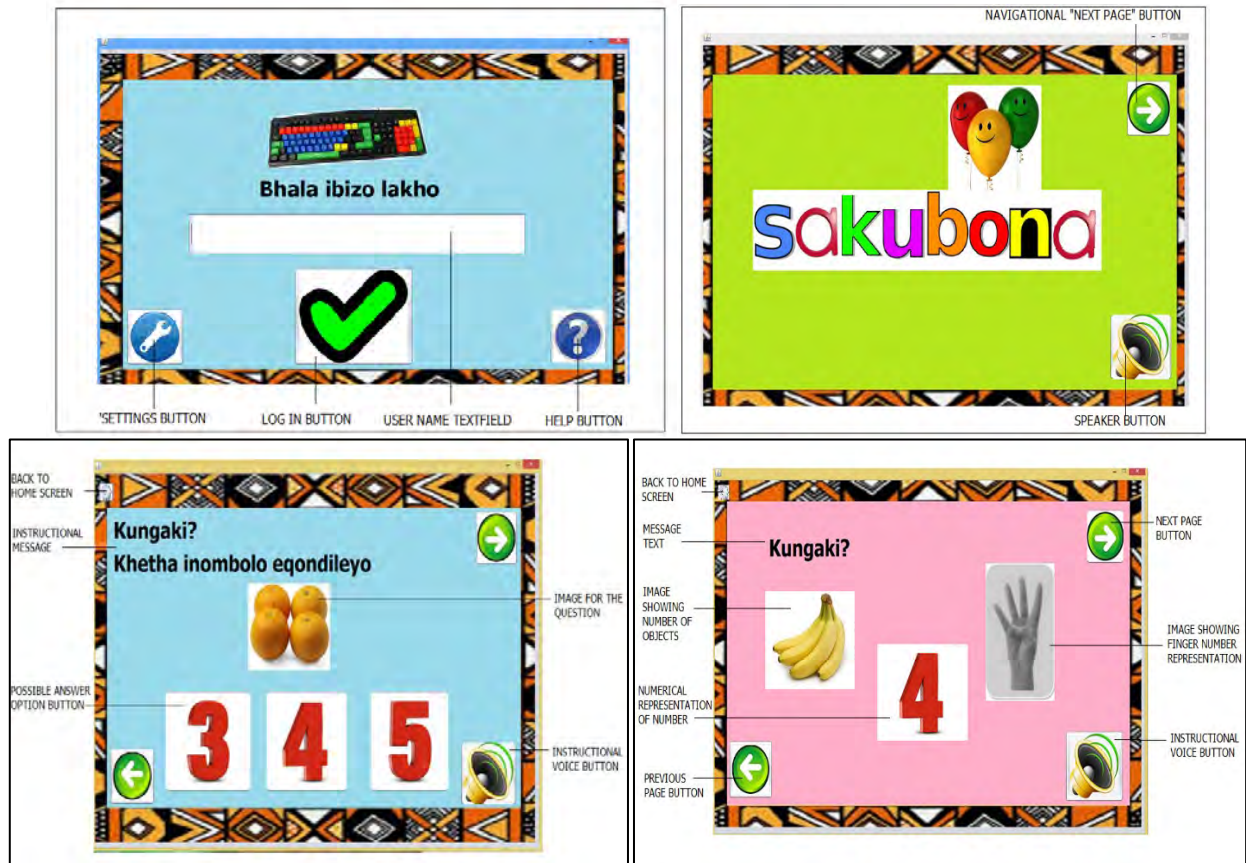 Bhala ibizo lakho
'SETTINGS BUTTON
LOG IN BUTTON
USER NAME TEXTFIELD
HELP BUTTON
NAVIGATIONAL "NEXT PAGE" BUTTON
sakubona
SPEAKER BUTTON
BACK TO
HOME SCREEN
INSTRUCTIONAL
MESSAGE
Kungaki?
Khetha inombolo eqondileyo
IMAGE FOR THE
QUESTION
POSSIBLE ANSWER
OPTION BUTTON
3 4 5
INSTRUCTIONAL
VOICE BUTTON
BACK TO HOME
SCREEN
NEXT PAGE
BUTTON
MESSAGE
TEXT
Kungaki?
IMAGE
SHOWING
NUMBER OF
OBJECTS
IMAGE SHOWING
FINGER NUMBER
REPRESENTATION
NUMERICAL
REPRESENTATION
OF NUMBER
4
INSTRUCTIONAL
VOICE BUTTON
PREVIOUS
PAGE BUTTON